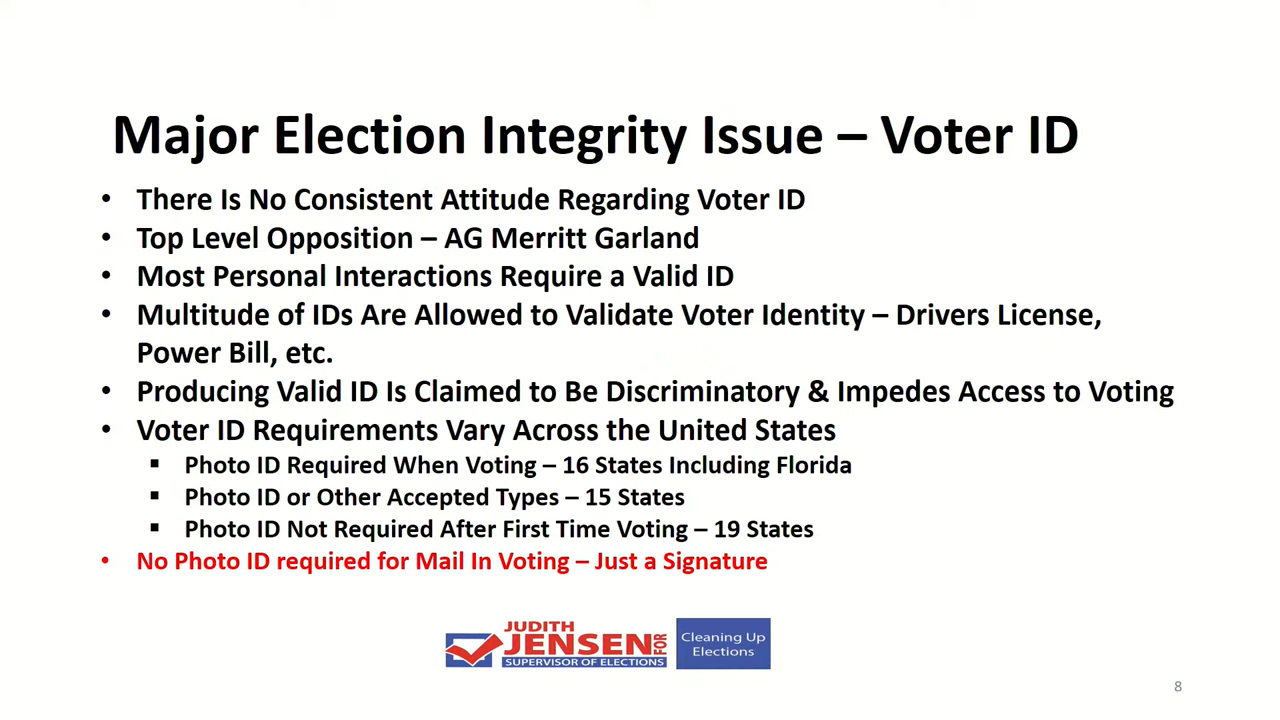 Major Election Integrity Issue – Voter ID
• There Is No Consistent Attitude Regarding Voter ID
• Top Level Opposition – AG Merritt Garland
• Most Personal Interactions Require a Valid ID
• Multitude of IDs Are Allowed to Validate Voter Identity – Drivers License,
Power Bill, etc.
• Producing Valid ID Is Claimed to Be Discriminatory & Impedes Access to Voting
• Voter ID Requirements Vary Across the United States
▪ Photo ID Required When Voting – 16 States Including Florida
▪ Photo ID or Other Accepted Types – 15 States
▪ Photo ID Not Required After First Time Voting – 19 States
• No Photo ID required for Mail In Voting – Just a Signature
JUDITH
JENSEN FOR
SUPERVISOR OF ELECTIONS
Cleaning Up
Elections
8